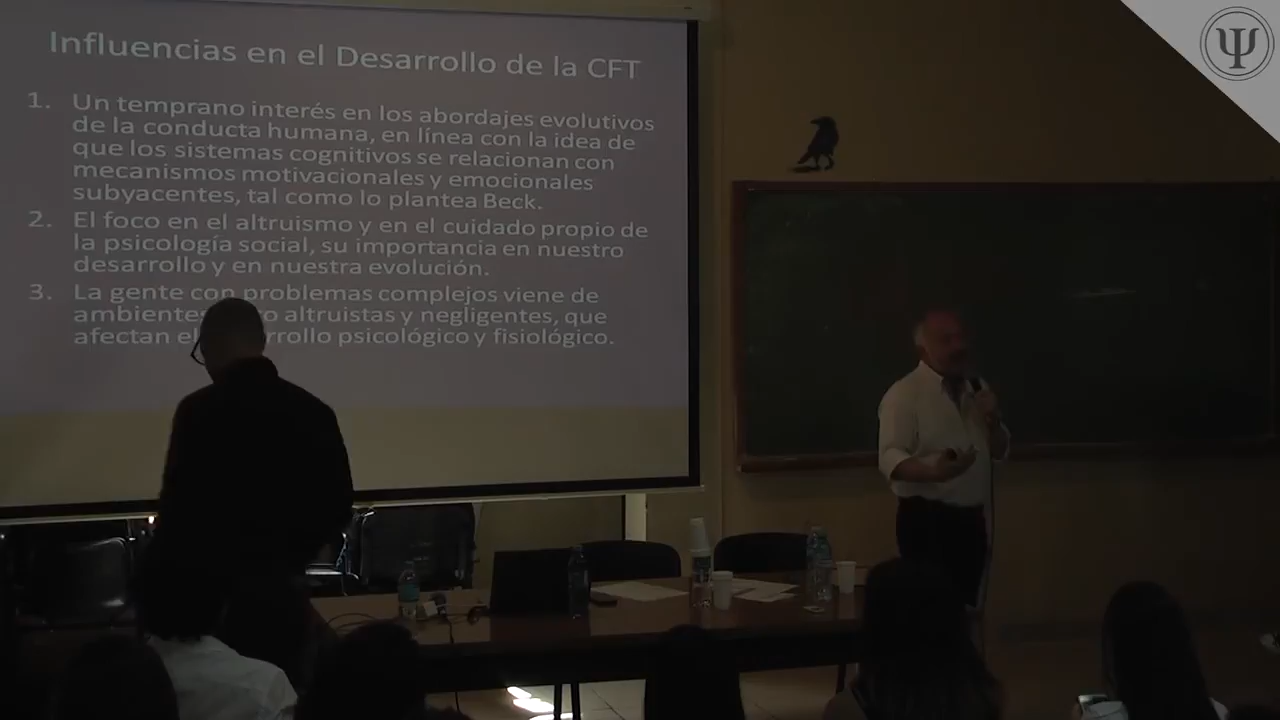 Influencias en el Desarrollo de la CFT
1. Un temprano interés en los abordajes evolutivos
de la conducta humana, en línea con la idea de
que los sistemas cognitivos se relacionan con
mecanismos motivacionales y emocionales
subyacentes, tal como lo plantea Beck.
2. El foco en el altruismo y en el cuidado propio de
la psicología social, su importancia en nuestro
desarrollo y en nuestra evolución.
3. La gente con problemas complejos viene de
altruistas y negligentes, que
afectan psicológico y fisiológico.
Ψ